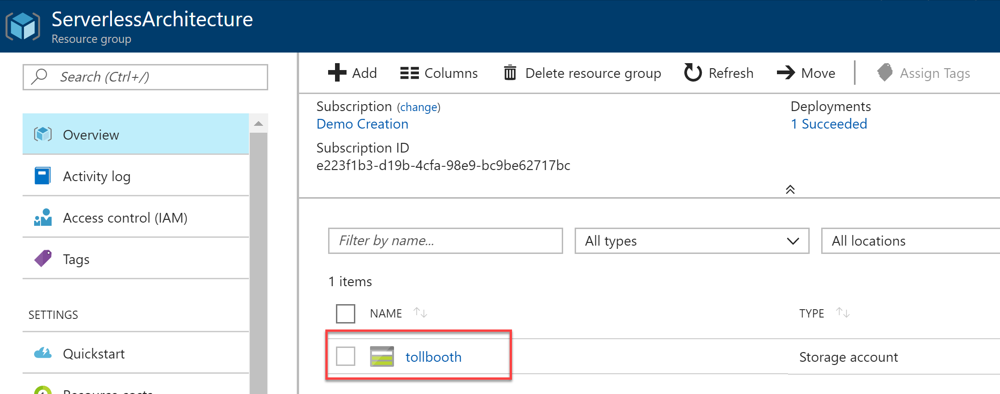 ServerlessArchitecture
Resource group
Search (Ctrl+/)
Overview
Activity log
Access control (IAM)
Tags
SETTINGS
Quickstart
Resource costs
Add
Columns
Delete resource group
Refresh
Move
Assign Tags
Subscription (change)
Demo Creation
Subscription ID
e223f1b3-d19b-4cfa-98e9-bc9be62717bc
Deployments
1 Succeeded
Filter by name...
All types
All locations
1 items
NAME
TYPE
tollbooth
Storage account